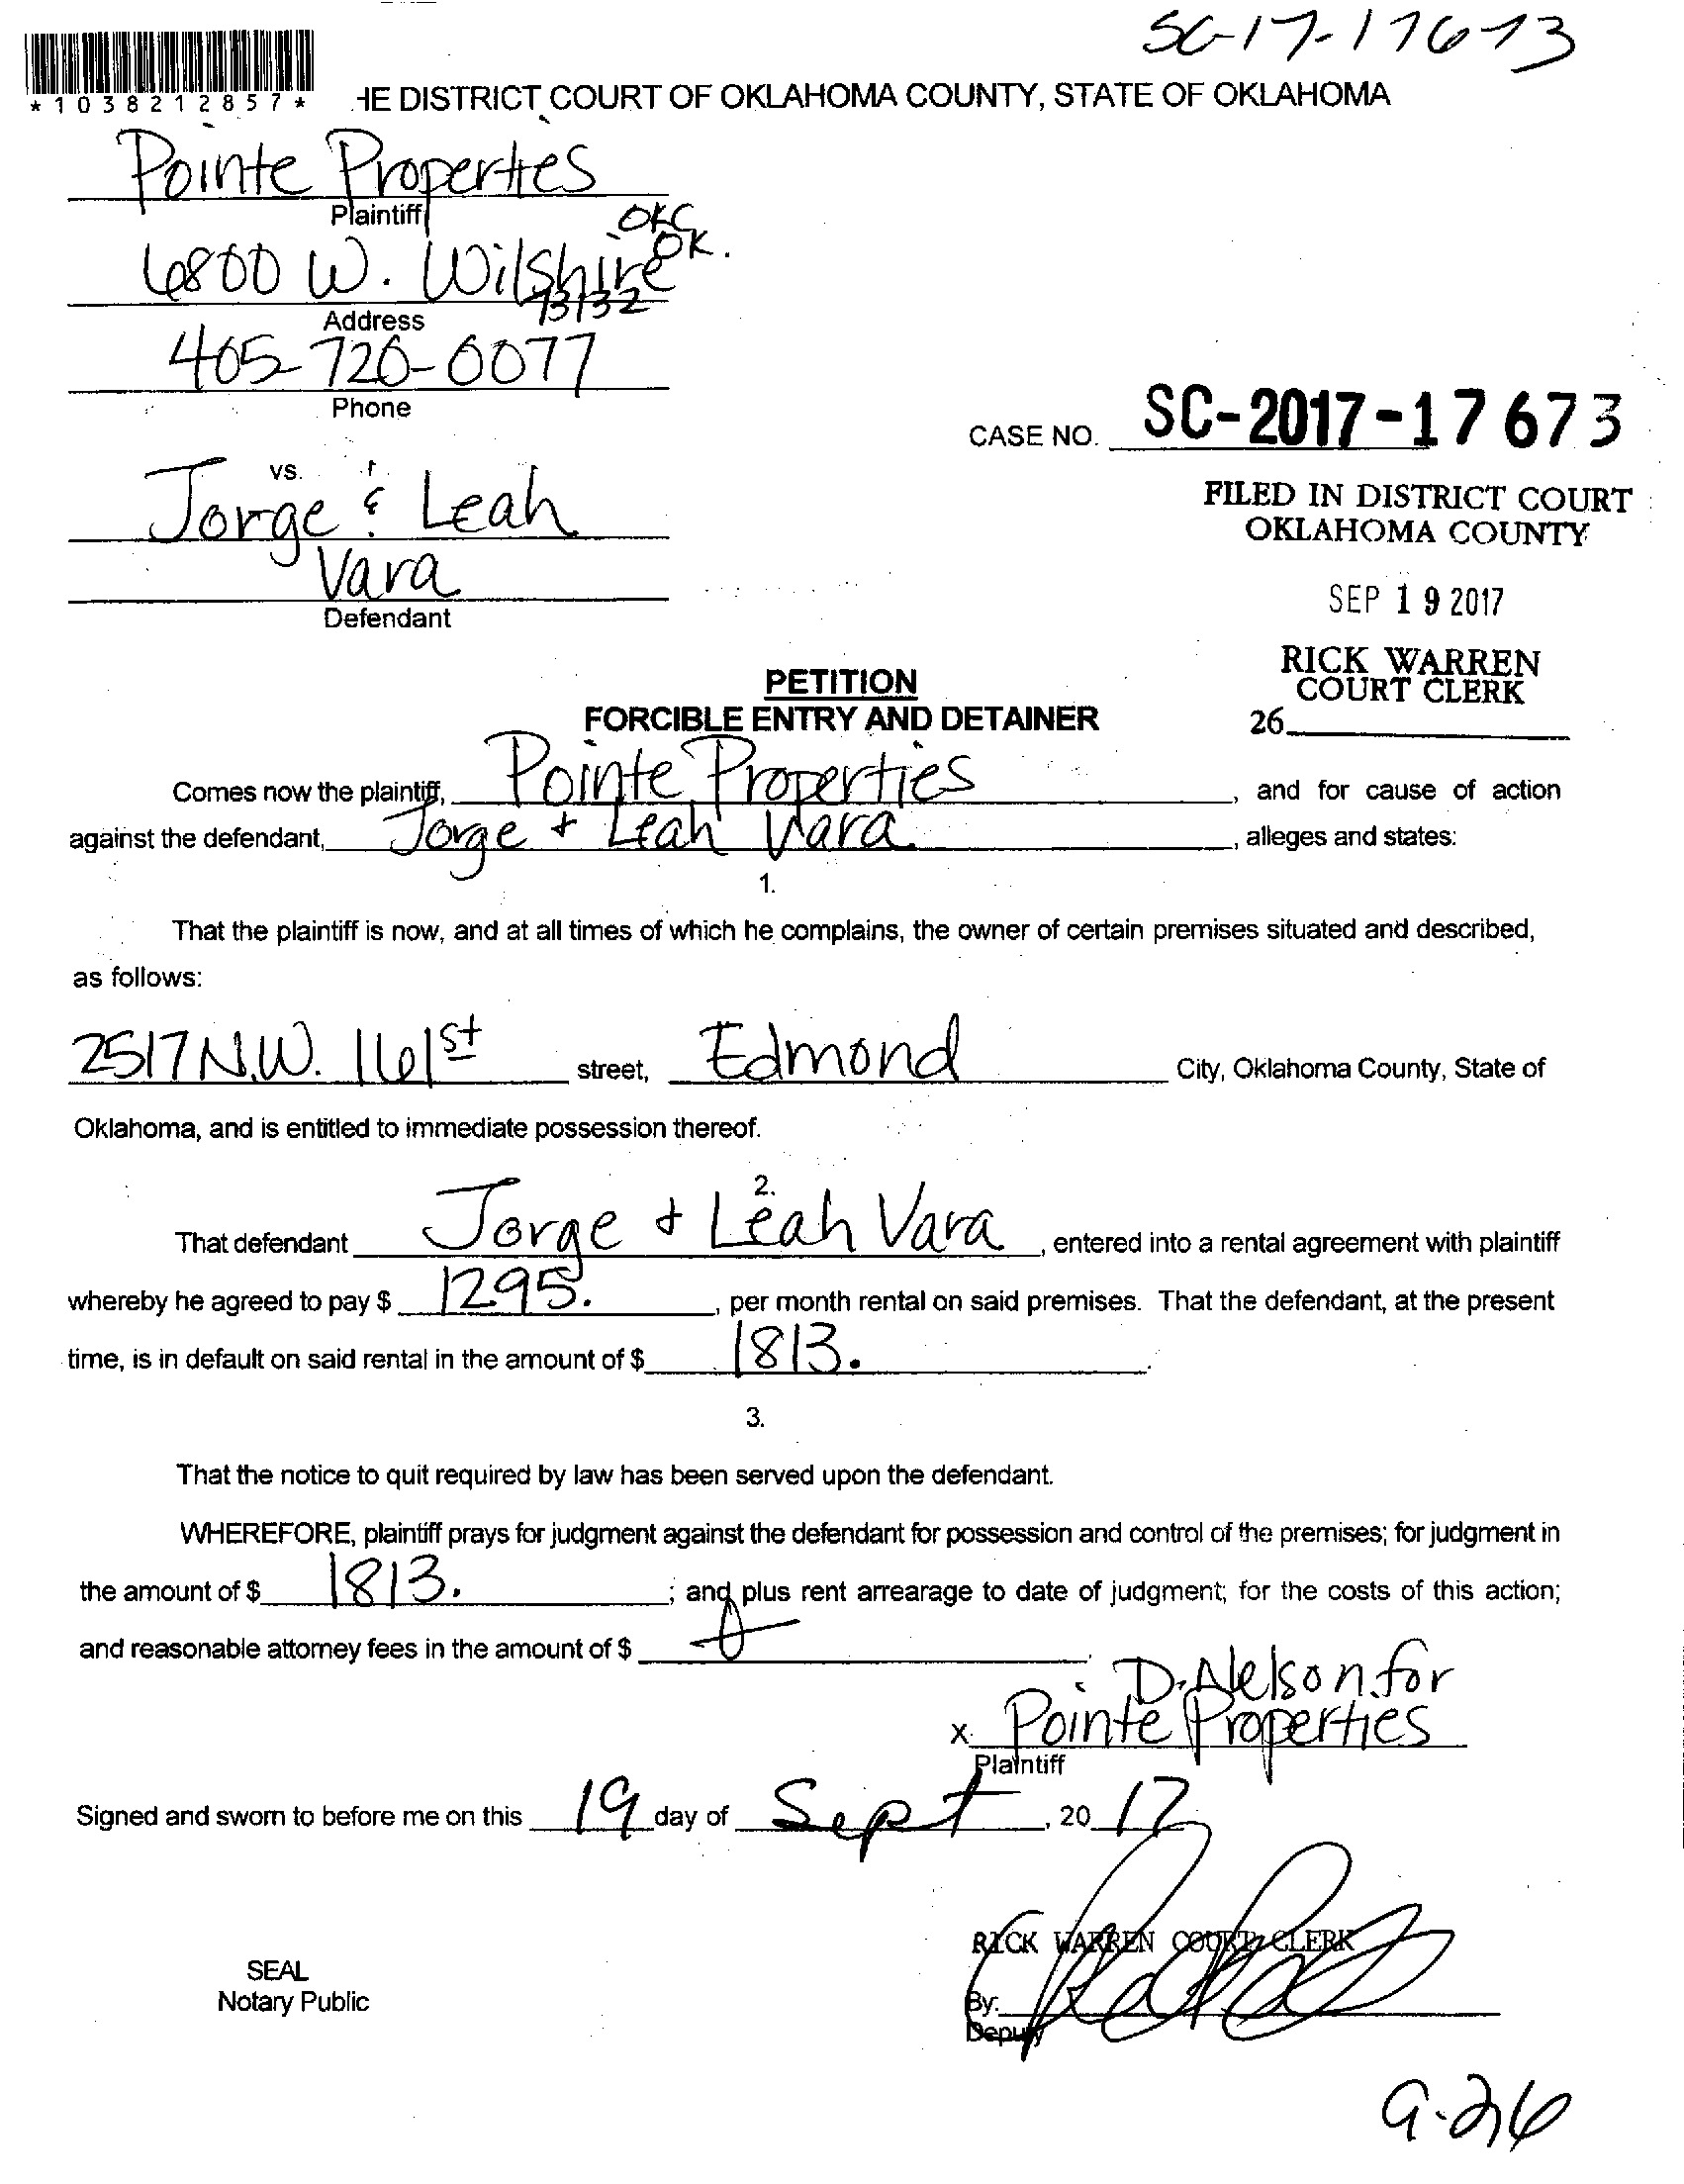 SC-17-17673
*1038212857*
HE DISTRICT COURT OF OKLAHOMA COUNTY, STATE OF OKLAHOMA
Pointe Properties
Plaintiff
OKC
OK.
6800 W. Wilshire
73132
Address
405-720-0077
Phone
CASE NO. SC-2017-17673
vs.
Jorge & Leah
Vara
Defendant
FILED IN DISTRICT COURT
OKLAHOMA COUNTY
SEP 19 2017
RICK WARREN
COURT CLERK
26
PETITION
FORCIBLE ENTRY AND DETAINER
Comes now the plaintiff, Pointe Properties, and for cause of action
against the defendant, Jorge + Leah Vara, alleges and states:
1.
That the plaintiff is now, and at all times of which he complains, the owner of certain premises situated and described,
as follows:
2517 N.W. 161st street, Edmond City, Oklahoma County, State of
Oklahoma, and is entitled to immediate possession thereof.
2.
That defendant Jorge + Leah Vara, entered into a rental agreement with plaintiff
whereby he agreed to pay $ 1295., per month rental on said premises. That the defendant, at the present
time, is in default on said rental in the amount of $ 1813.
3.
That the notice to quit required by law has been served upon the defendant.
WHEREFORE, plaintiff prays for judgment against the defendant for possession and control of the premises; for judgment in
the amount of $ 1813.; and plus rent arrearage to date of judgment; for the costs of this action;
and reasonable attorney fees in the amount of $
D. Nelson for
X Pointe Properties
Plaintiff
Signed and sworn to before me on this 19 day of Sept, 20 17
RICK WARREN COURT CLERK
SEAL
Notary Public
By:
Deputy
9-26